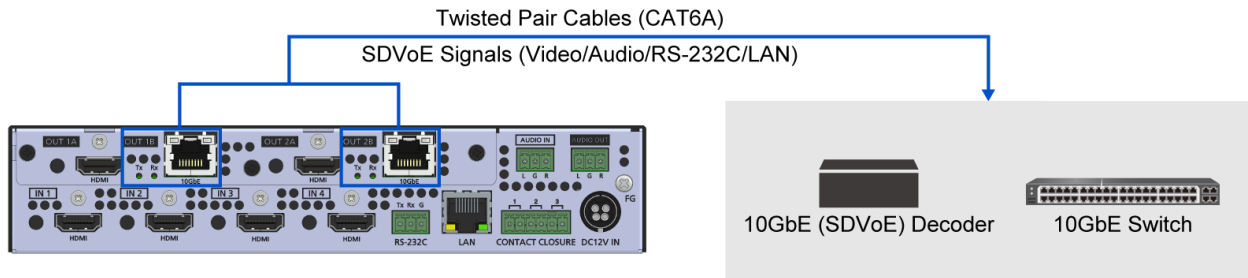 Twisted Pair Cables (CAT6A)
SDVoE Signals (Video/Audio/RS-232C/LAN)
OUT 1A OUT 1B OUT 2A OUT 2B AUDIO IN AUDIO OUT
Tx Rx Tx Rx
HDMI 10GbE HDMI 10GbE L G R L G R
IN 1 IN 2 IN 3 IN 4 Tx Rx G 1 2 3 FG
HDMI HDMI HDMI HDMI RS-232C LAN CONTACT CLOSURE DC12V IN
10GbE (SDVoE) Decoder 10GbE Switch